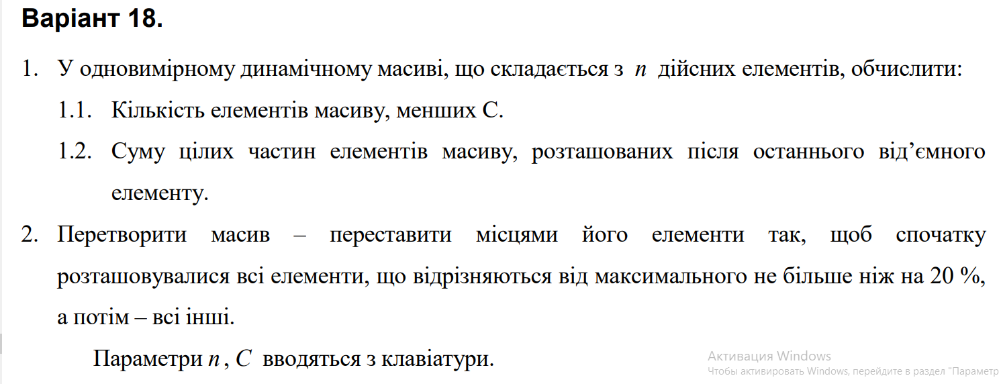 Варіант 18.
1. У одновимірному динамічному масиві, що складається з n дійсних елементів, обчислити:
1.1. Кількість елементів масиву, менших С.
1.2. Суму цілих частин елементів масиву, розташованих після останнього від’ємного
елементу.
2. Перетворити масив – переставити місцями його елементи так, щоб спочатку
розташовувалися всі елементи, що відрізняються від максимального не більше ніж на 20 %,
а потім – всі інші.
Параметри n , C вводяться з клавіатури.
Активация Windows
Чтобы активировать Windows, перейдите в раздел "Параметр